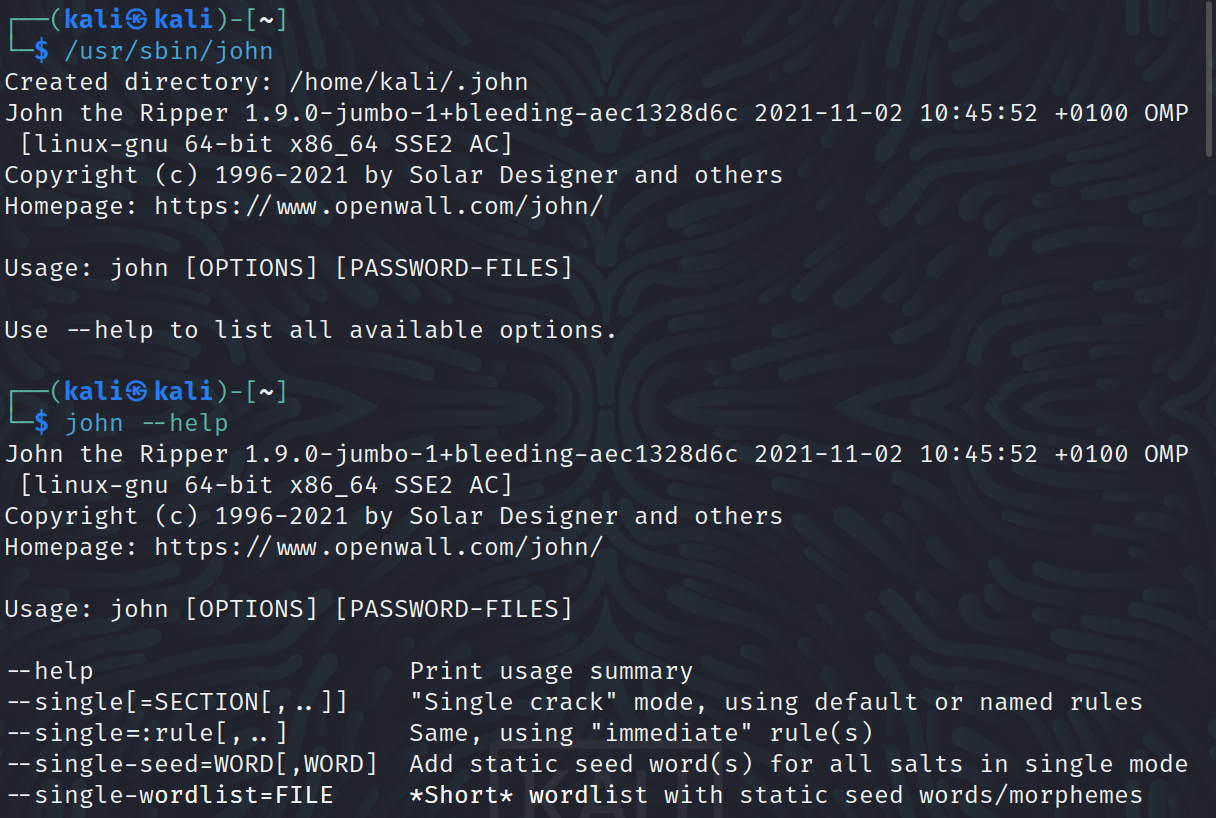 ┌──(kali㉿kali)-[~]
└─$ /usr/sbin/john
Created directory: /home/kali/.john
John the Ripper 1.9.0-jumbo-1+bleeding-aec1328d6c 2021-11-02 10:45:52 +0100 OMP
 [linux-gnu 64-bit x86_64 SSE2 AC]
Copyright (c) 1996-2021 by Solar Designer and others
Homepage: https://www.openwall.com/john/
Usage: john [OPTIONS] [PASSWORD-FILES]
Use --help to list all available options.
┌──(kali㉿kali)-[~]
└─$ john --help
John the Ripper 1.9.0-jumbo-1+bleeding-aec1328d6c 2021-11-02 10:45:52 +0100 OMP
 [linux-gnu 64-bit x86_64 SSE2 AC]
Copyright (c) 1996-2021 by Solar Designer and others
Homepage: https://www.openwall.com/john/
Usage: john [OPTIONS] [PASSWORD-FILES]
--help                     Print usage summary
--single[=SECTION[,..]]    "Single crack" mode, using default or named rules
--single=:rule[,..]        Same, using "immediate" rule(s)
--single-seed=WORD[,WORD]  Add static seed word(s) for all salts in single mode
--single-wordlist=FILE     *Short* wordlist with static seed words/morphemes